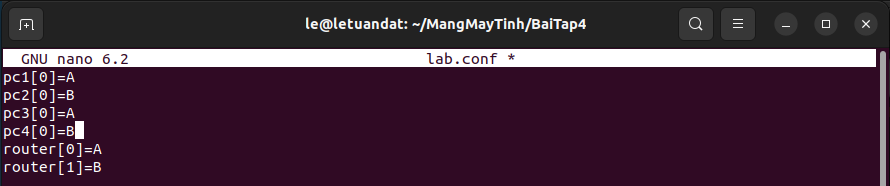 le@letuandat: ~/MangMayTinh/BaiTap4
GNU nano 6.2 lab.conf *
pc1[0]=A
pc2[0]=B
pc3[0]=A
pc4[0]=B
router[0]=A
router[1]=B